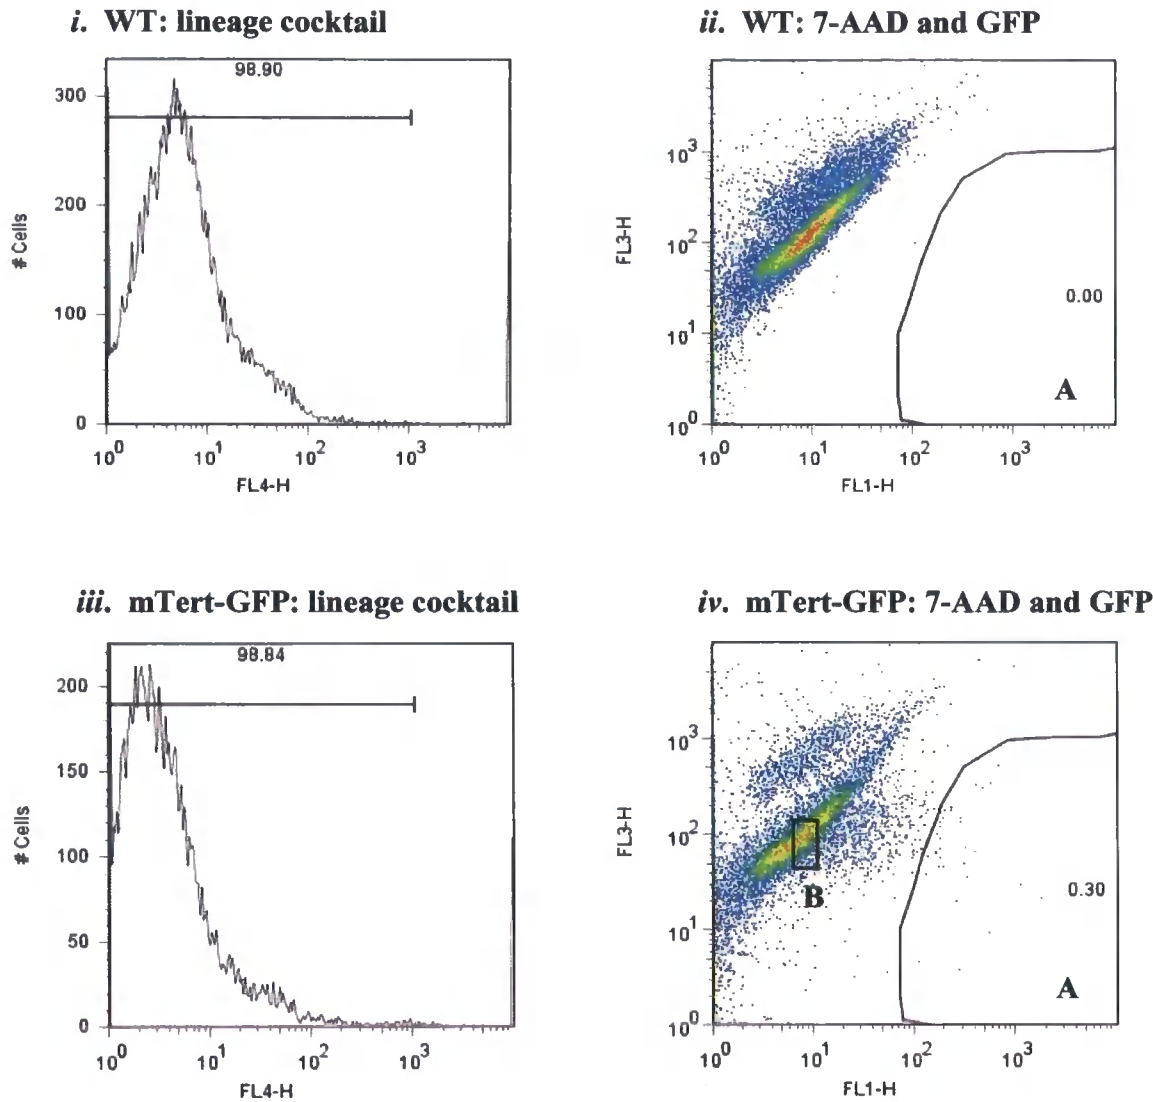 i. WT: lineage cocktail
98.90
300
200
100
0
# Cells
10^0 10^1 10^2 10^3
FL4-H
ii. WT: 7-AAD and GFP
10^3
10^2
10^1
10^0
FL3-H
0.00
A
10^0 10^1 10^2 10^3
FL1-H
iii. mTert-GFP: lineage cocktail
98.84
200
150
100
50
0
# Cells
10^0 10^1 10^2 10^3
FL4-H
iv. mTert-GFP: 7-AAD and GFP
10^3
10^2
10^1
10^0
FL3-H
B
0.30
A
10^0 10^1 10^2 10^3
FL1-H